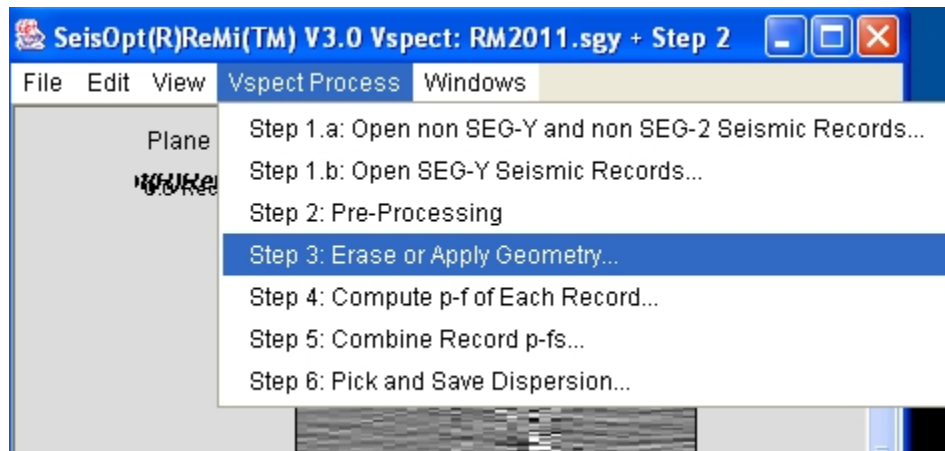 SeisOpt(R)ReMi(TM) V3.0 Vspect: RM2011.sgy + Step 2
File Edit View Vspect Process Windows
Step 1.a: Open non SEG-Y and non SEG-2 Seismic Records...
Plane
Step 1.b: Open SEG-Y Seismic Records...
Step 2: Pre-Processing
Step 3: Erase or Apply Geometry...
Step 4: Compute p-f of Each Record...
Step 5: Combine Record p-fs...
Step 6: Pick and Save Dispersion...